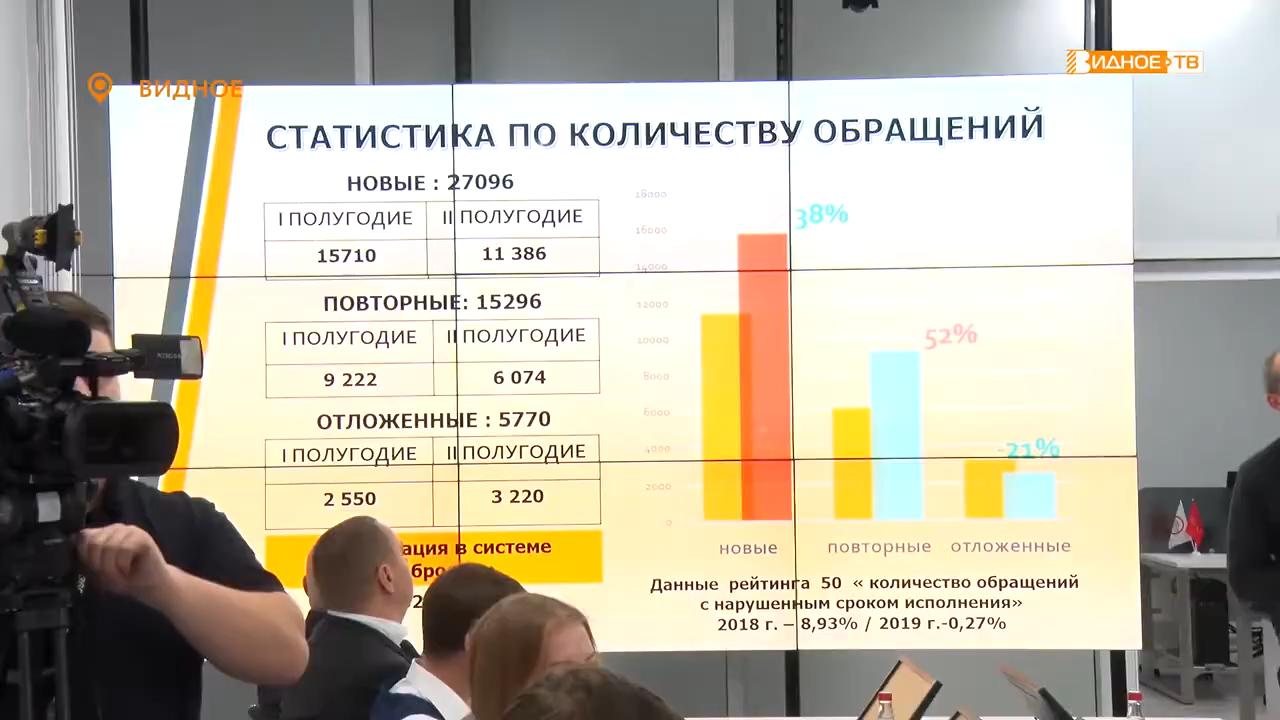 ВИДНОЕ
ВИДНОЕ ТВ
СТАТИСТИКА ПО КОЛИЧЕСТВУ ОБРАЩЕНИЙ
НОВЫЕ : 27096
I ПОЛУГОДИЕ II ПОЛУГОДИЕ
15710 11 386
ПОВТОРНЫЕ: 15296
I ПОЛУГОДИЕ II ПОЛУГОДИЕ
9 222 6 074
ОТЛОЖЕННЫЕ : 5770
I ПОЛУГОДИЕ II ПОЛУГОДИЕ
2 550 3 220
в системе
18000
16000
14000
12000
10000
8000
6000
4000
2000
0
38%
52%
-21%
новые повторные отложенные
Данные рейтинга 50 « количество обращений
с нарушенным сроком исполнения»
2018 г. – 8,93% / 2019 г.-0,27%